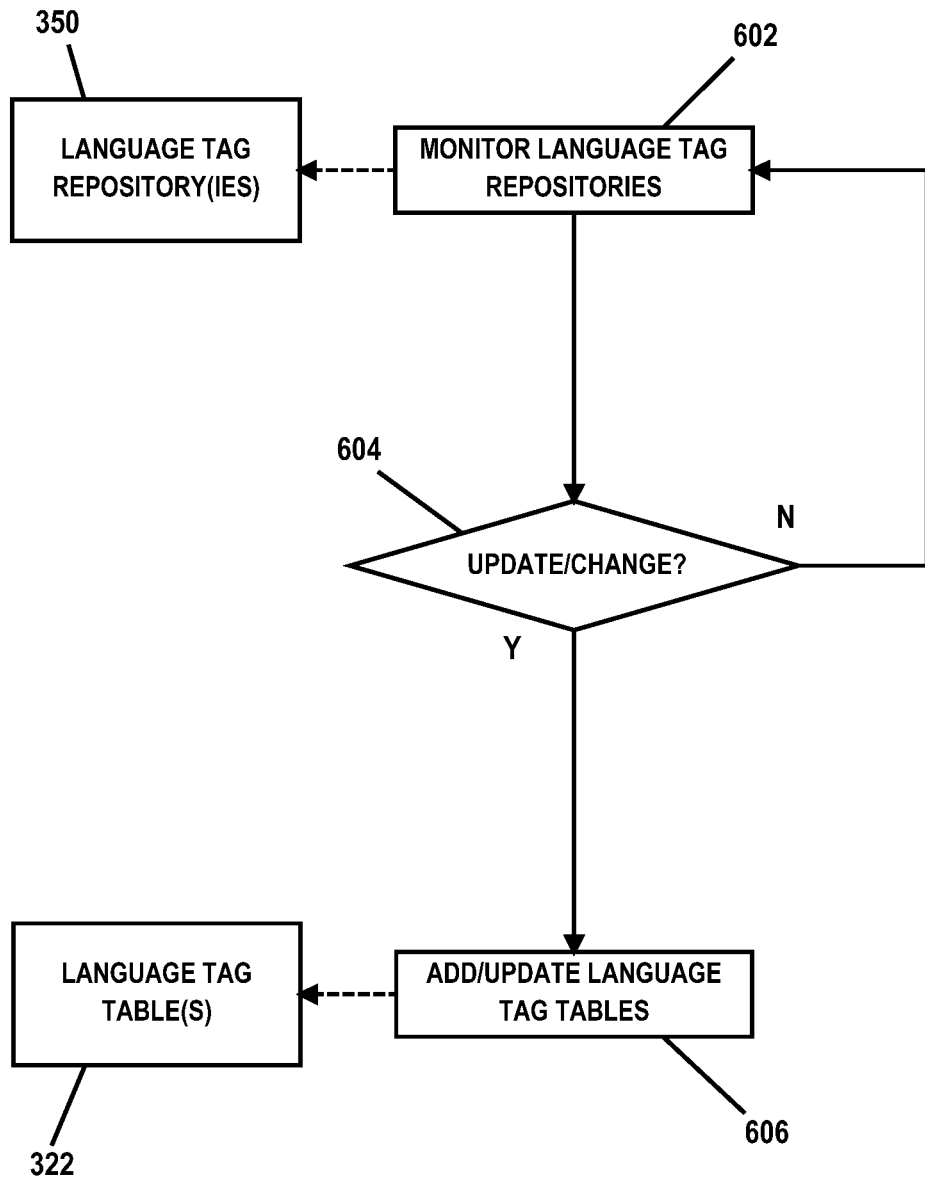 350
602
LANGUAGE TAG
REPOSITORY(IES)
MONITOR LANGUAGE TAG
REPOSITORIES
604
UPDATE/CHANGE?
N
Y
LANGUAGE TAG
TABLE(S)
ADD/UPDATE LANGUAGE
TAG TABLES
606
322